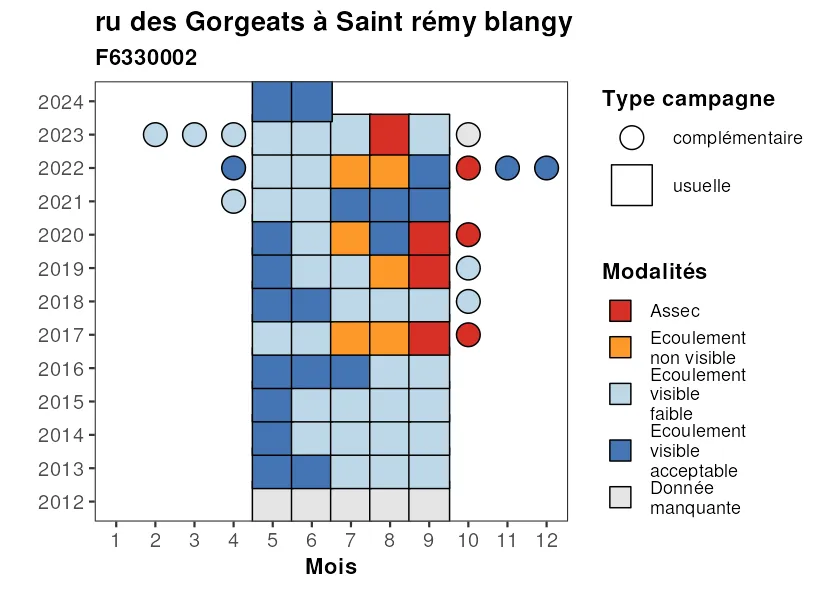 ru des Gorgeats à Saint rémy blangy
F6330002
2024
2023
2022
2021
2020
2019
2018
2017
2016
2015
2014
2013
2012
1 2 3 4 5 6 7 8 9 10 11 12
Mois
Type campagne
complémentaire
usuelle
Modalités
Assec
Ecoulement
non visible
Ecoulement
visible
faible
Ecoulement
visible
acceptable
Donnée
manquante